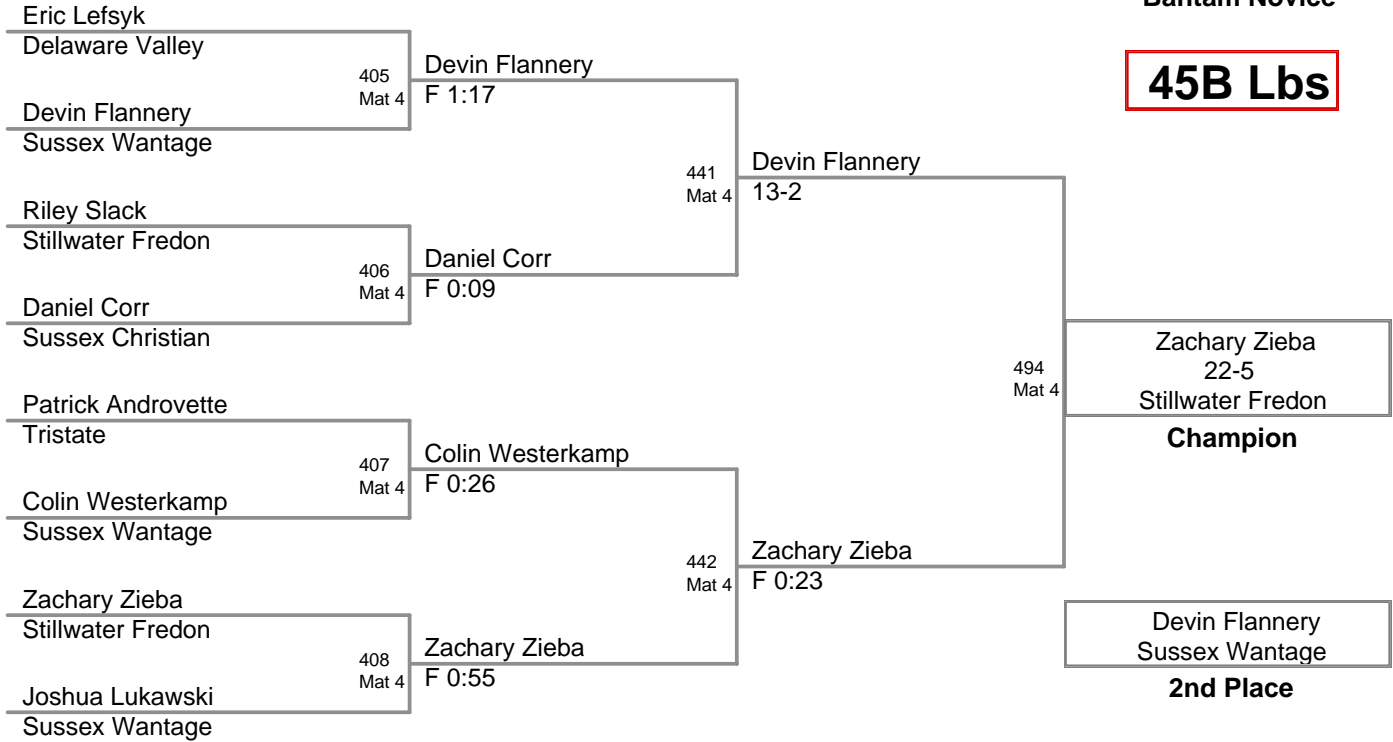 Bantam Novice
45B Lbs
Eric Lefsyk
Delaware Valley
405
Mat 4
Devin Flannery
Sussex Wantage
Devin Flannery
F 1:17
Riley Slack
Stillwater Fredon
406
Mat 4
Daniel Corr
Sussex Christian
Daniel Corr
F 0:09
441
Mat 4
Devin Flannery
13-2
Patrick Androvette
Tristate
407
Mat 4
Colin Westerkamp
Sussex Wantage
Colin Westerkamp
F 0:26
Zachary Zieba
Stillwater Fredon
408
Mat 4
Joshua Lukawski
Sussex Wantage
Zachary Zieba
F 0:55
442
Mat 4
Zachary Zieba
F 0:23
494
Mat 4
Zachary Zieba
22-5
Stillwater Fredon
Champion
Devin Flannery
Sussex Wantage
2nd Place